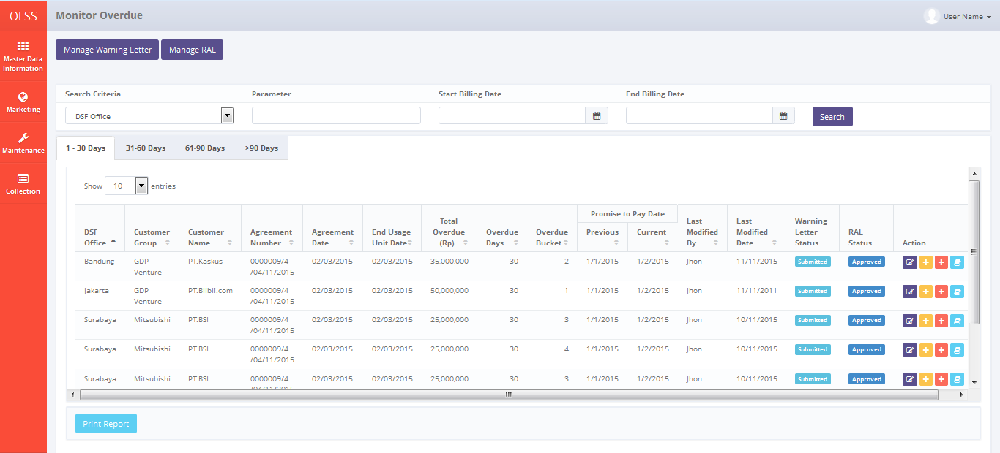 OLSS
Monitor Overdue
User Name
Master Data
Information
Marketing
Maintenance
Collection
Manage Warning Letter
Manage RAL
Search Criteria
Parameter
Start Billing Date
End Billing Date
DSF Office
Search
1 - 30 Days
31-60 Days
61-90 Days
>90 Days
Show 10 entries
DSF Office
Customer Group
Customer Name
Agreement Number
Agreement Date
End Usage Unit Date
Total Overdue (Rp)
Overdue Days
Overdue Bucket
Promise to Pay Date
Previous
Current
Last Modified By
Last Modified Date
Warning Letter Status
RAL Status
Action
Bandung GDP PT.Kaskus 0000009/4 02/03/2015 02/03/2015 35,000,000 30 2 1/1/2015 1/2/2015 Jhon 11/11/2015 Submitted Approved
Venture /04/11/2015
Jakarta GDP PT.Blibli.com 0000009/4 02/03/2015 02/03/2015 50,000,000 30 1 1/1/2015 1/2/2015 Jhon 11/11/2011 Submitted Approved
Venture /04/11/2015
Surabaya Mitsubishi PT.BSI 0000009/4 02/03/2015 02/03/2015 25,000,000 30 3 1/1/2015 1/2/2015 Jhon 10/11/2015 Submitted Approved
/04/11/2015
Surabaya Mitsubishi PT.BSI 0000009/4 02/03/2015 02/03/2015 25,000,000 30 4 1/1/2015 1/2/2015 Jhon 10/11/2015 Submitted Approved
/04/11/2015
Surabaya Mitsubishi PT.BSI 0000009/4 02/03/2015 02/03/2015 25,000,000 30 3 1/1/2015 1/2/2015 Jhon 10/11/2015 Submitted Approved
Print Report